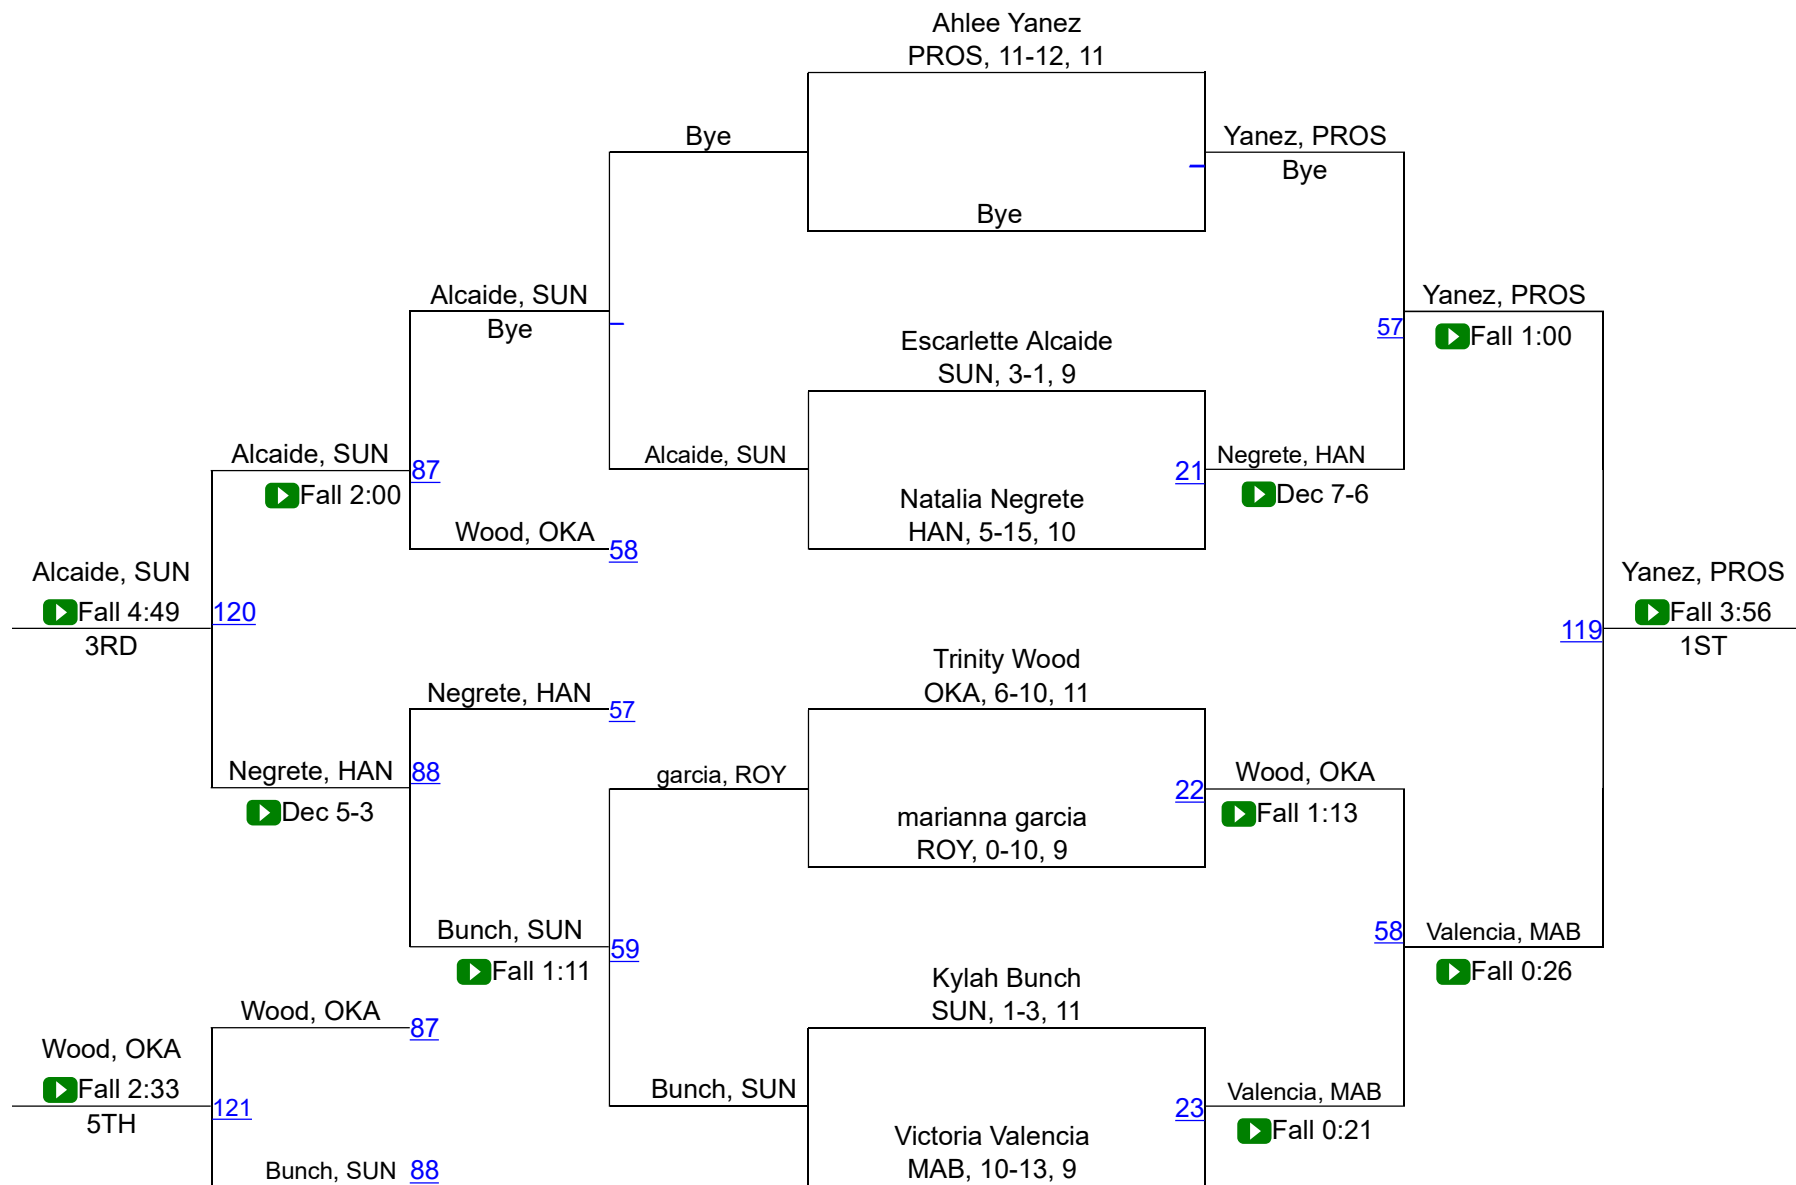 Ahlee Yanez
PROS, 11-12, 11
Bye
Yanez, PROS
Bye
Bye
Alcaide, SUN
Bye
Yanez, PROS
57
Fall 1:00
Escarlette Alcaide
SUN, 3-1, 9
Alcaide, SUN
87
Fall 2:00
Alcaide, SUN
21
Negrete, HAN
Dec 7-6
Natalia Negrete
HAN, 5-15, 10
Wood, OKA
58
Alcaide, SUN
Fall 4:49
120
3RD
Yanez, PROS
Fall 3:56
119
1ST
Trinity Wood
OKA, 6-10, 11
Negrete, HAN
57
Negrete, HAN
88
Dec 5-3
garcia, ROY
22
Wood, OKA
Fall 1:13
marianna garcia
ROY, 0-10, 9
Bunch, SUN
59
Fall 1:11
58
Valencia, MAB
Fall 0:26
Kylah Bunch
SUN, 1-3, 11
Wood, OKA
87
Wood, OKA
Fall 2:33
121
5TH
Bunch, SUN
23
Valencia, MAB
Fall 0:21
Victoria Valencia
MAB, 10-13, 9
Bunch, SUN
88